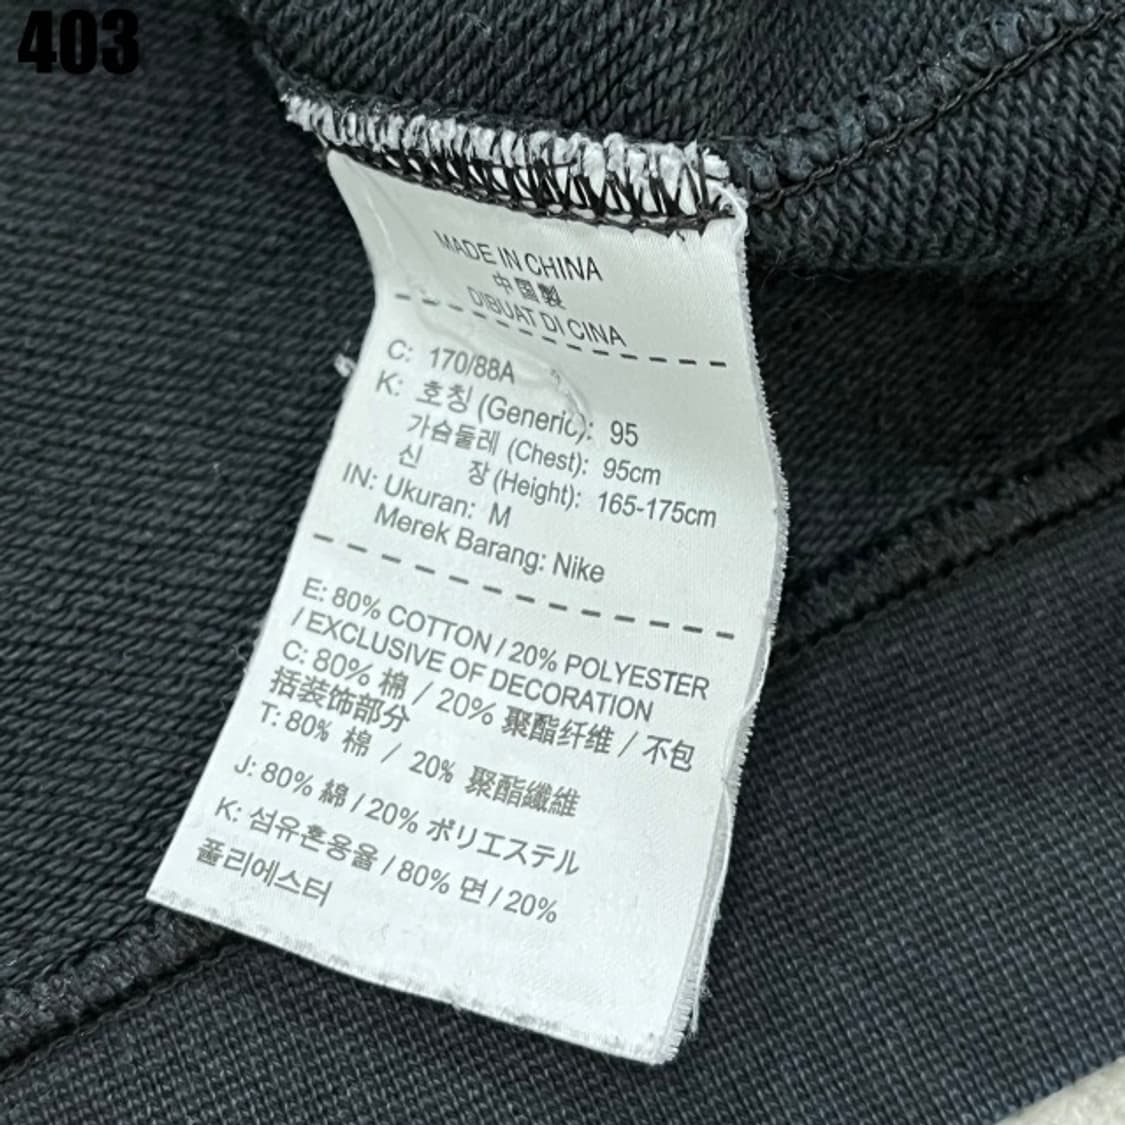 403
MADE IN CHINA
中国製
DIBUAT DI CINA
C: 170/88A
K: 호칭 (Generic): 95
가슴둘레 (Chest): 95cm
신 장 (Height): 165-175cm
IN: Ukuran: M
Merek Barang: Nike
E: 80% COTTON / 20% POLYESTER
/ EXCLUSIVE OF DECORATION
C: 80% 棉 / 20% 聚酯纤维 / 不包
括装饰部分
T: 80% 棉 / 20% 聚酯纖維
J: 80% 綿 / 20% ポリエステル
K: 섬유혼용율 / 80% 면 / 20%
폴리에스터